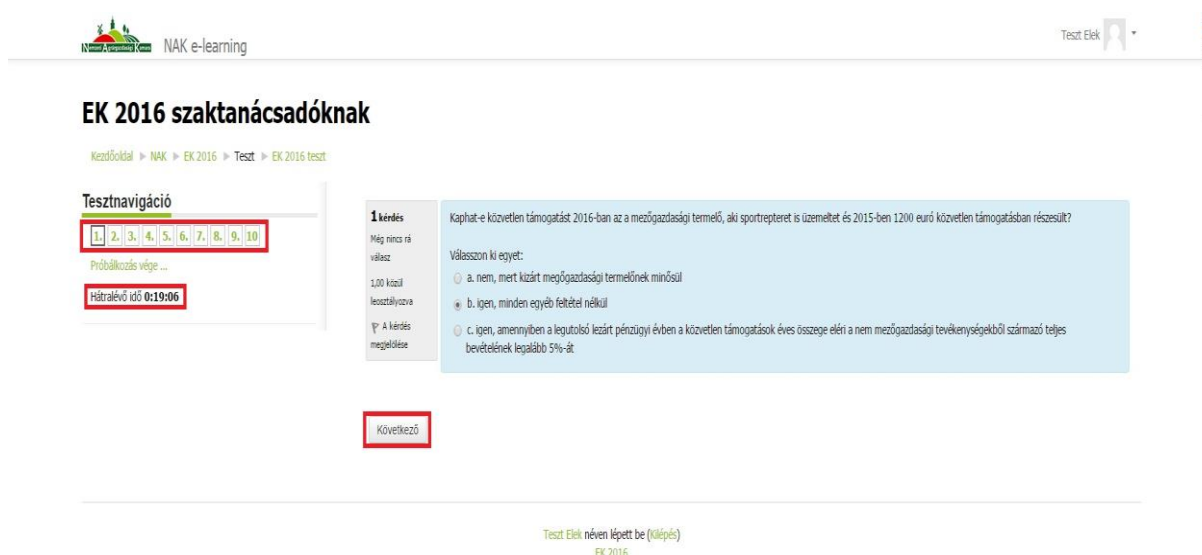 Nemzeti Agrárgazdasági Kamara
NAK e-learning
Teszt Elek
EK 2016 szaktanácsadóknak
Kezdőoldal ► NAK ► EK 2016 ► Teszt ► EK 2016 teszt
Tesztnavigáció
1. 2. 3. 4. 5. 6. 7. 8. 9. 10
Próbálkozás vége ...
Hátralévő idő 0:19:06
1 kérdés
Még nincs rá
válasz
1,00 közül
leosztályozva
A kérdés
megjelölése
Kaphat-e közvetlen támogatást 2016-ban az a mezőgazdasági termelő, aki sportrepteret is üzemeltet és 2015-ben 1200 euró közvetlen támogatásban részesült?
Válasszon ki egyet:
a. nem, mert kizárt megőgazdasági termelőnek minősül
b. igen, minden egyéb feltétel nélkül
c. igen, amennyiben a legutolsó lezárt pénzügyi évben a közvetlen támogatások éves összege eléri a nem mezőgazdasági tevékenységekből származó teljes
bevételének legalább 5%-át
Következő
Teszt Elek néven lépett be (Kilépés)
EK 2016